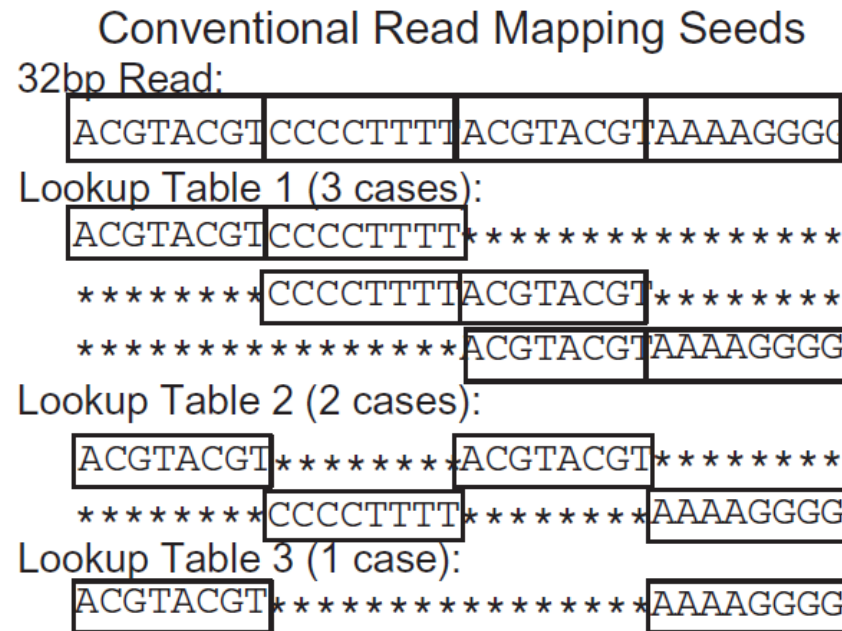 Conventional Read Mapping Seeds
32bp Read:
ACGTACGTCCCCTTTTACGTACGTAAAAGGGG
Lookup Table 1 (3 cases):
ACGTACGTCCCCTTTT****************
********CCCCTTTTACGTACGT********
****************ACGTACGTAAAAGGGG
Lookup Table 2 (2 cases):
ACGTACGT********ACGTACGT********
********CCCCTTTT********AAAAGGGG
Lookup Table 3 (1 case):
ACGTACGT****************AAAAGGGG